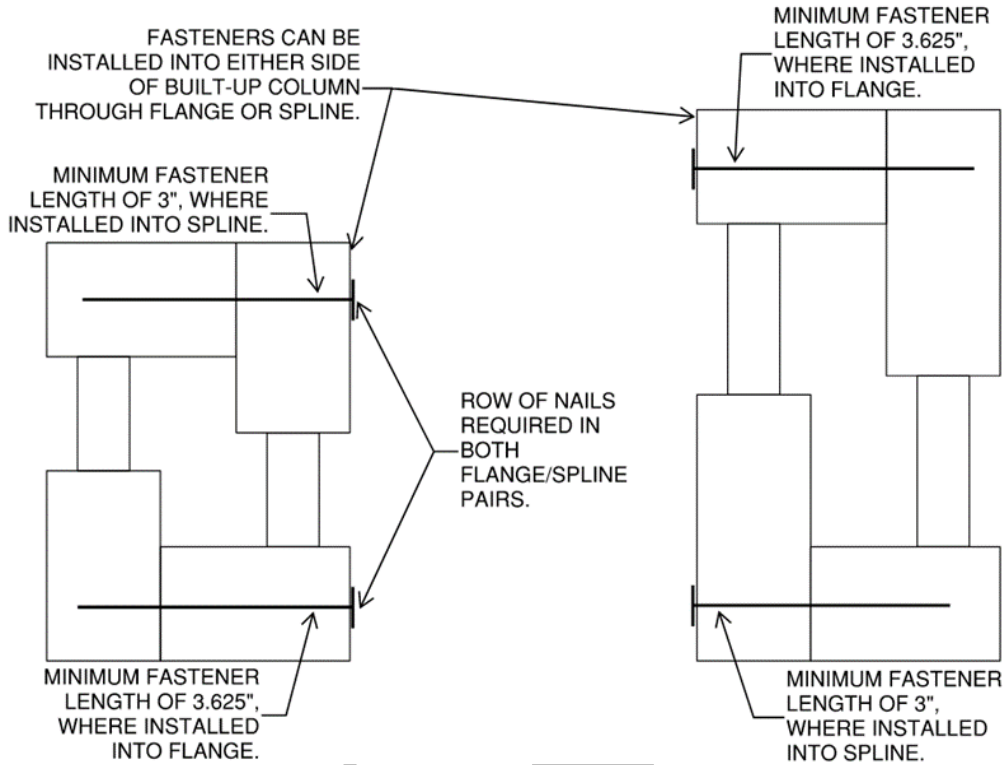 FASTENERS CAN BE
INSTALLED INTO EITHER SIDE
OF BUILT-UP COLUMN
THROUGH FLANGE OR SPLINE.
MINIMUM FASTENER
LENGTH OF 3.625",
WHERE INSTALLED
INTO FLANGE.
MINIMUM FASTENER
LENGTH OF 3", WHERE
INSTALLED INTO SPLINE.
ROW OF NAILS
REQUIRED IN
BOTH
FLANGE/SPLINE
PAIRS.
MINIMUM FASTENER
LENGTH OF 3.625",
WHERE INSTALLED
INTO FLANGE.
MINIMUM FASTENER
LENGTH OF 3",
WHERE INSTALLED
INTO SPLINE.